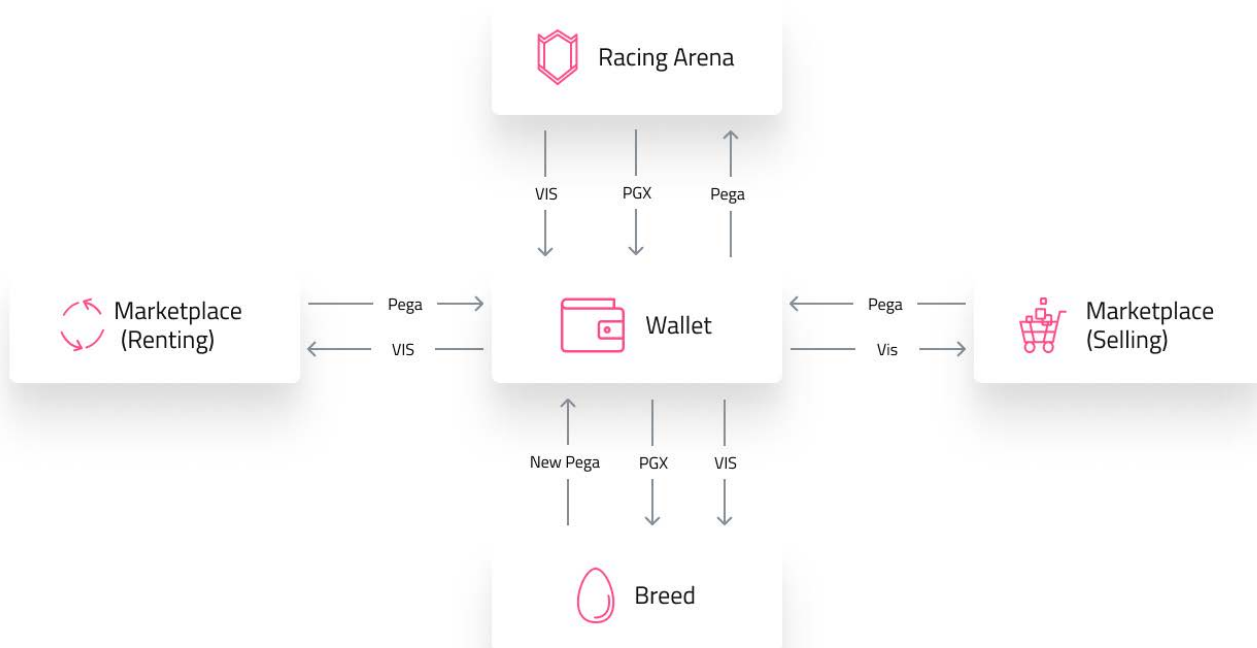 Racing Arena
VIS
PGX
Pega
Marketplace
(Renting)
Pega
VIS
Wallet
Pega
Vis
Marketplace
(Selling)
New Pega
PGX
VIS
Breed